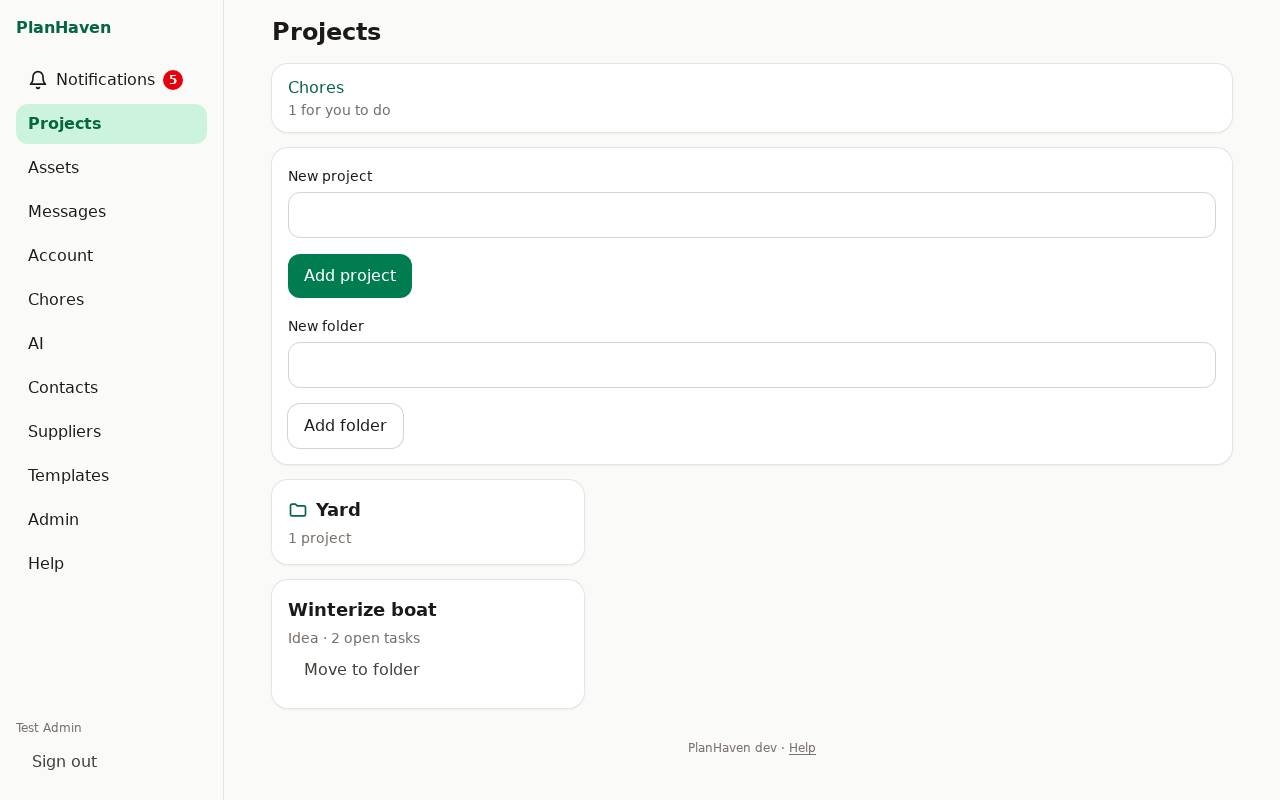 PlanHaven
Notifications 5
Projects
Assets
Messages
Account
Chores
AI
Contacts
Suppliers
Templates
Admin
Help
Test Admin
Sign out
Projects
Chores
1 for you to do
New project
Add project
New folder
Add folder
Yard
1 project
Winterize boat
Idea · 2 open tasks
Move to folder
PlanHaven dev · Help